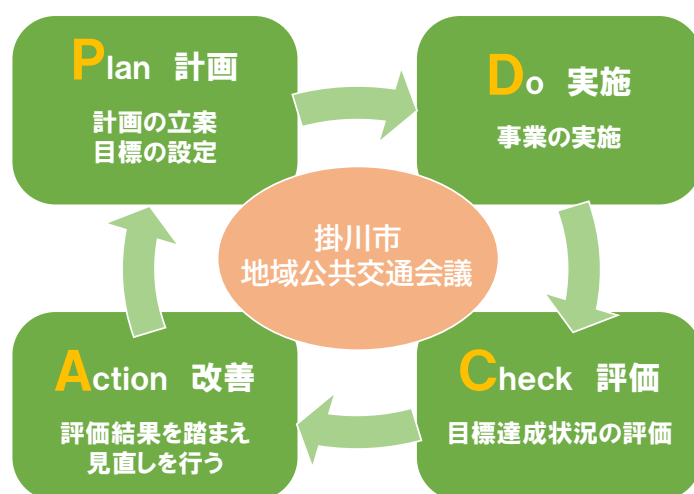 Plan 計画
計画の立案
目標の設定
Do 実施
事業の実施
掛川市
地域公共交通会議
Action 改善
評価結果を踏まえ
見直しを行う
Check 評価
目標達成状況の評価